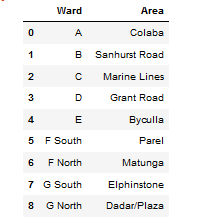 Ward Area
0 A Colaba
1 B Sanhurst Road
2 C Marine Lines
3 D Grant Road
4 E Byculla
5 F South Parel
6 F North Matunga
7 G South Elphinstone
8 G North Dadar/Plaza